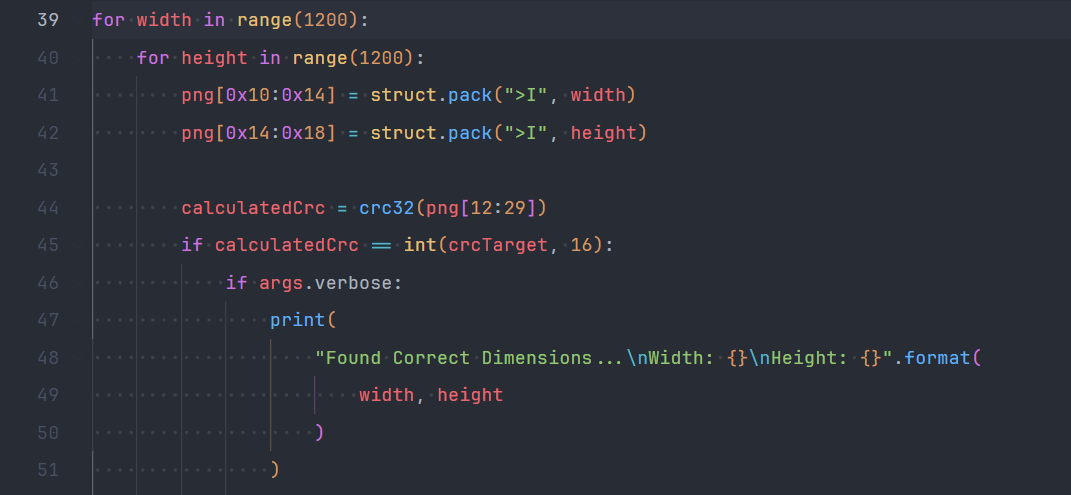 39 for width in range(1200):
40     for height in range(1200):
41         png[0x10:0x14] = struct.pack(">I", width)
42         png[0x14:0x18] = struct.pack(">I", height)
43
44         calculatedCrc = crc32(png[12:29])
45         if calculatedCrc == int(crcTarget, 16):
46             if args.verbose:
47                 print(
48                     "Found Correct Dimensions...\nWidth: {}\nHeight: {}".format(
49                         width, height
50                     )
51                 )